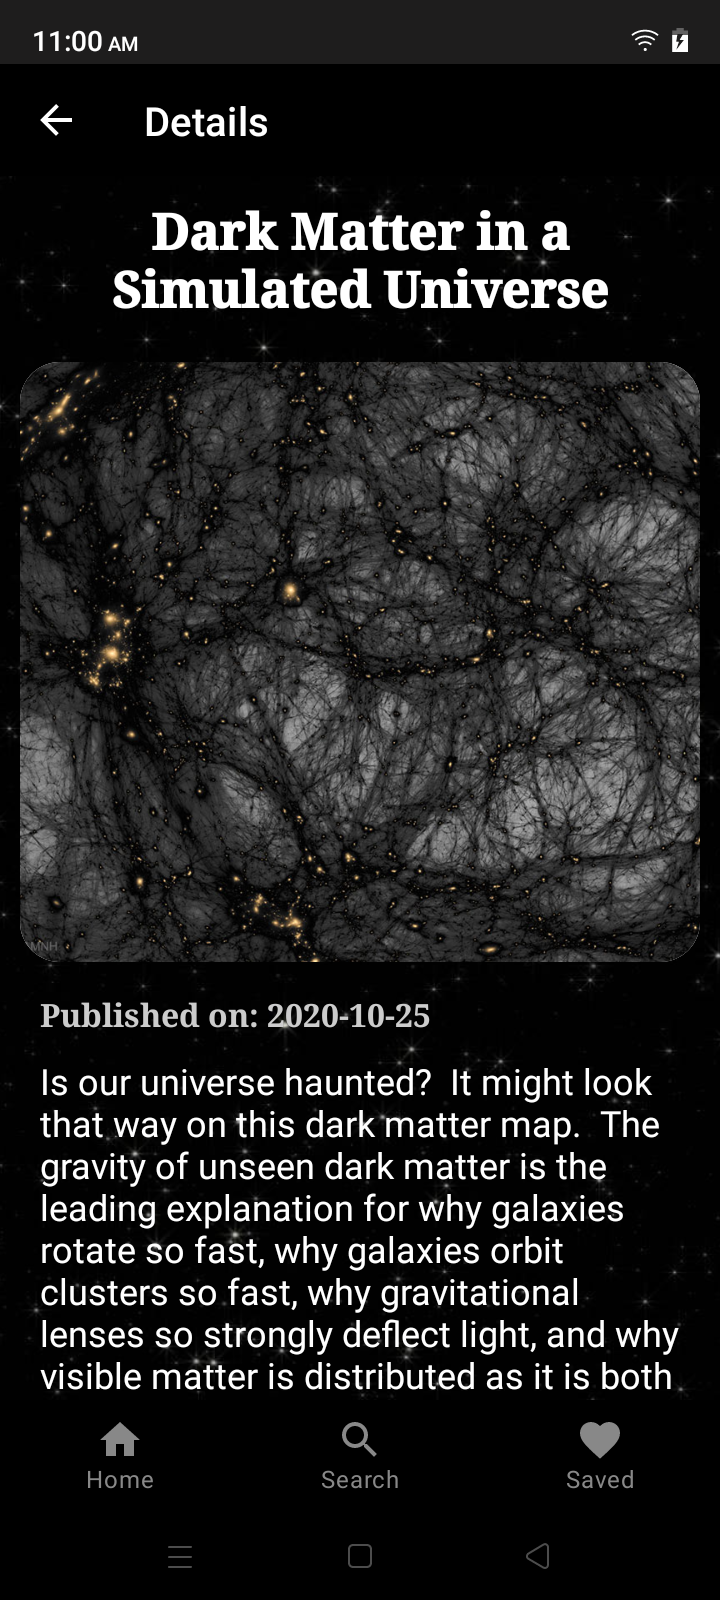 11:00 AM
Details
Dark Matter in a
Simulated Universe
MNH
Published on: 2020-10-25
Is our universe haunted?  It might look
that way on this dark matter map.  The
gravity of unseen dark matter is the
leading explanation for why galaxies
rotate so fast, why galaxies orbit
clusters so fast, why gravitational
lenses so strongly deflect light, and why
visible matter is distributed as it is both
Home
Search
Saved